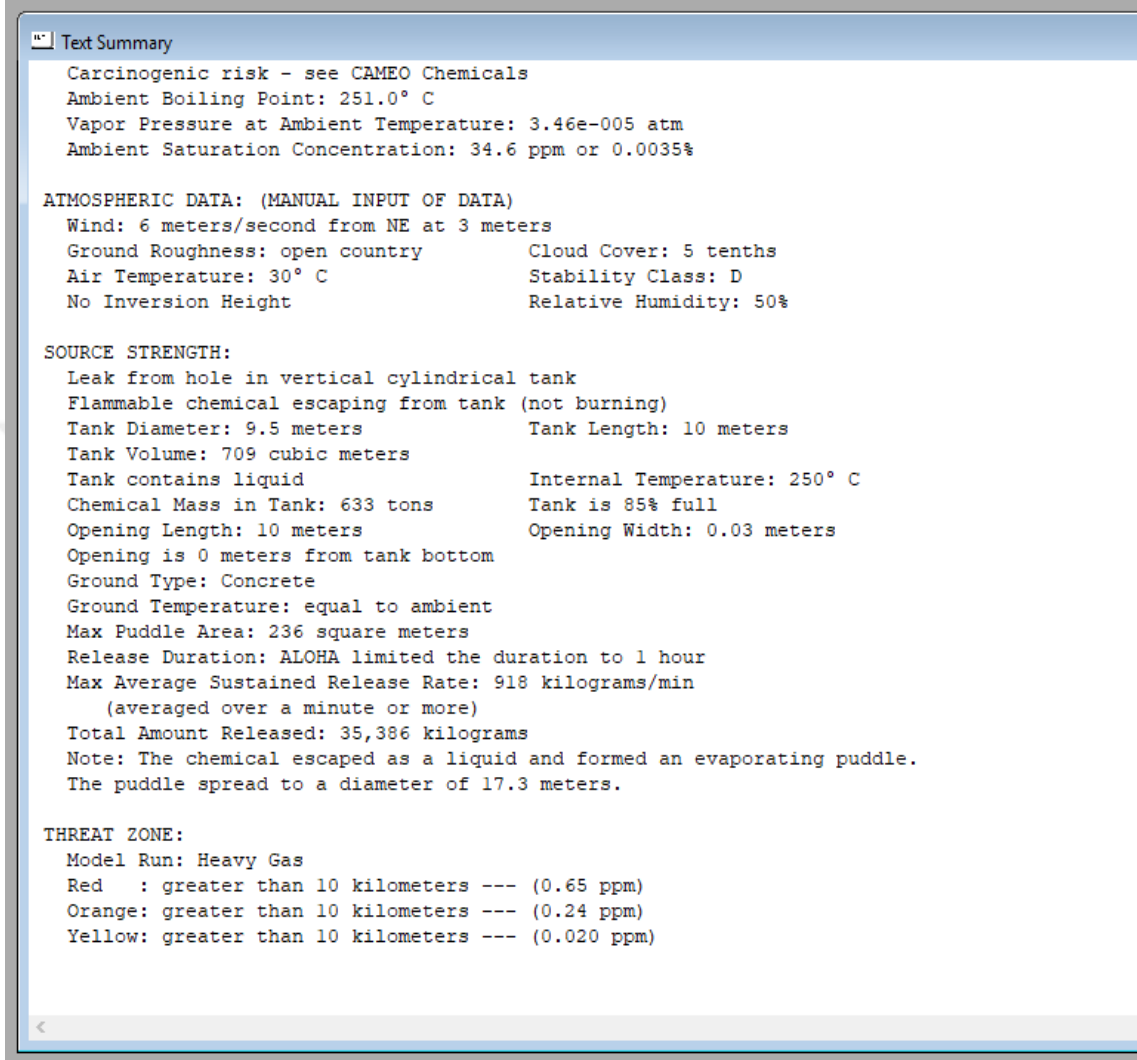 Text Summary
Carcinogenic risk - see CAMEO Chemicals
Ambient Boiling Point: 251.0° C
Vapor Pressure at Ambient Temperature: 3.46e-005 atm
Ambient Saturation Concentration: 34.6 ppm or 0.0035%
ATMOSPHERIC DATA: (MANUAL INPUT OF DATA)
Wind: 6 meters/second from NE at 3 meters
Ground Roughness: open country Cloud Cover: 5 tenths
Air Temperature: 30° C Stability Class: D
No Inversion Height Relative Humidity: 50%
SOURCE STRENGTH:
Leak from hole in vertical cylindrical tank
Flammable chemical escaping from tank (not burning)
Tank Diameter: 9.5 meters Tank Length: 10 meters
Tank Volume: 709 cubic meters
Tank contains liquid Internal Temperature: 250° C
Chemical Mass in Tank: 633 tons Tank is 85% full
Opening Length: 10 meters Opening Width: 0.03 meters
Opening is 0 meters from tank bottom
Ground Type: Concrete
Ground Temperature: equal to ambient
Max Puddle Area: 236 square meters
Release Duration: ALOHA limited the duration to 1 hour
Max Average Sustained Release Rate: 918 kilograms/min
(averaged over a minute or more)
Total Amount Released: 35,386 kilograms
Note: The chemical escaped as a liquid and formed an evaporating puddle.
The puddle spread to a diameter of 17.3 meters.
THREAT ZONE:
Model Run: Heavy Gas
Red : greater than 10 kilometers --- (0.65 ppm)
Orange: greater than 10 kilometers --- (0.24 ppm)
Yellow: greater than 10 kilometers --- (0.020 ppm)